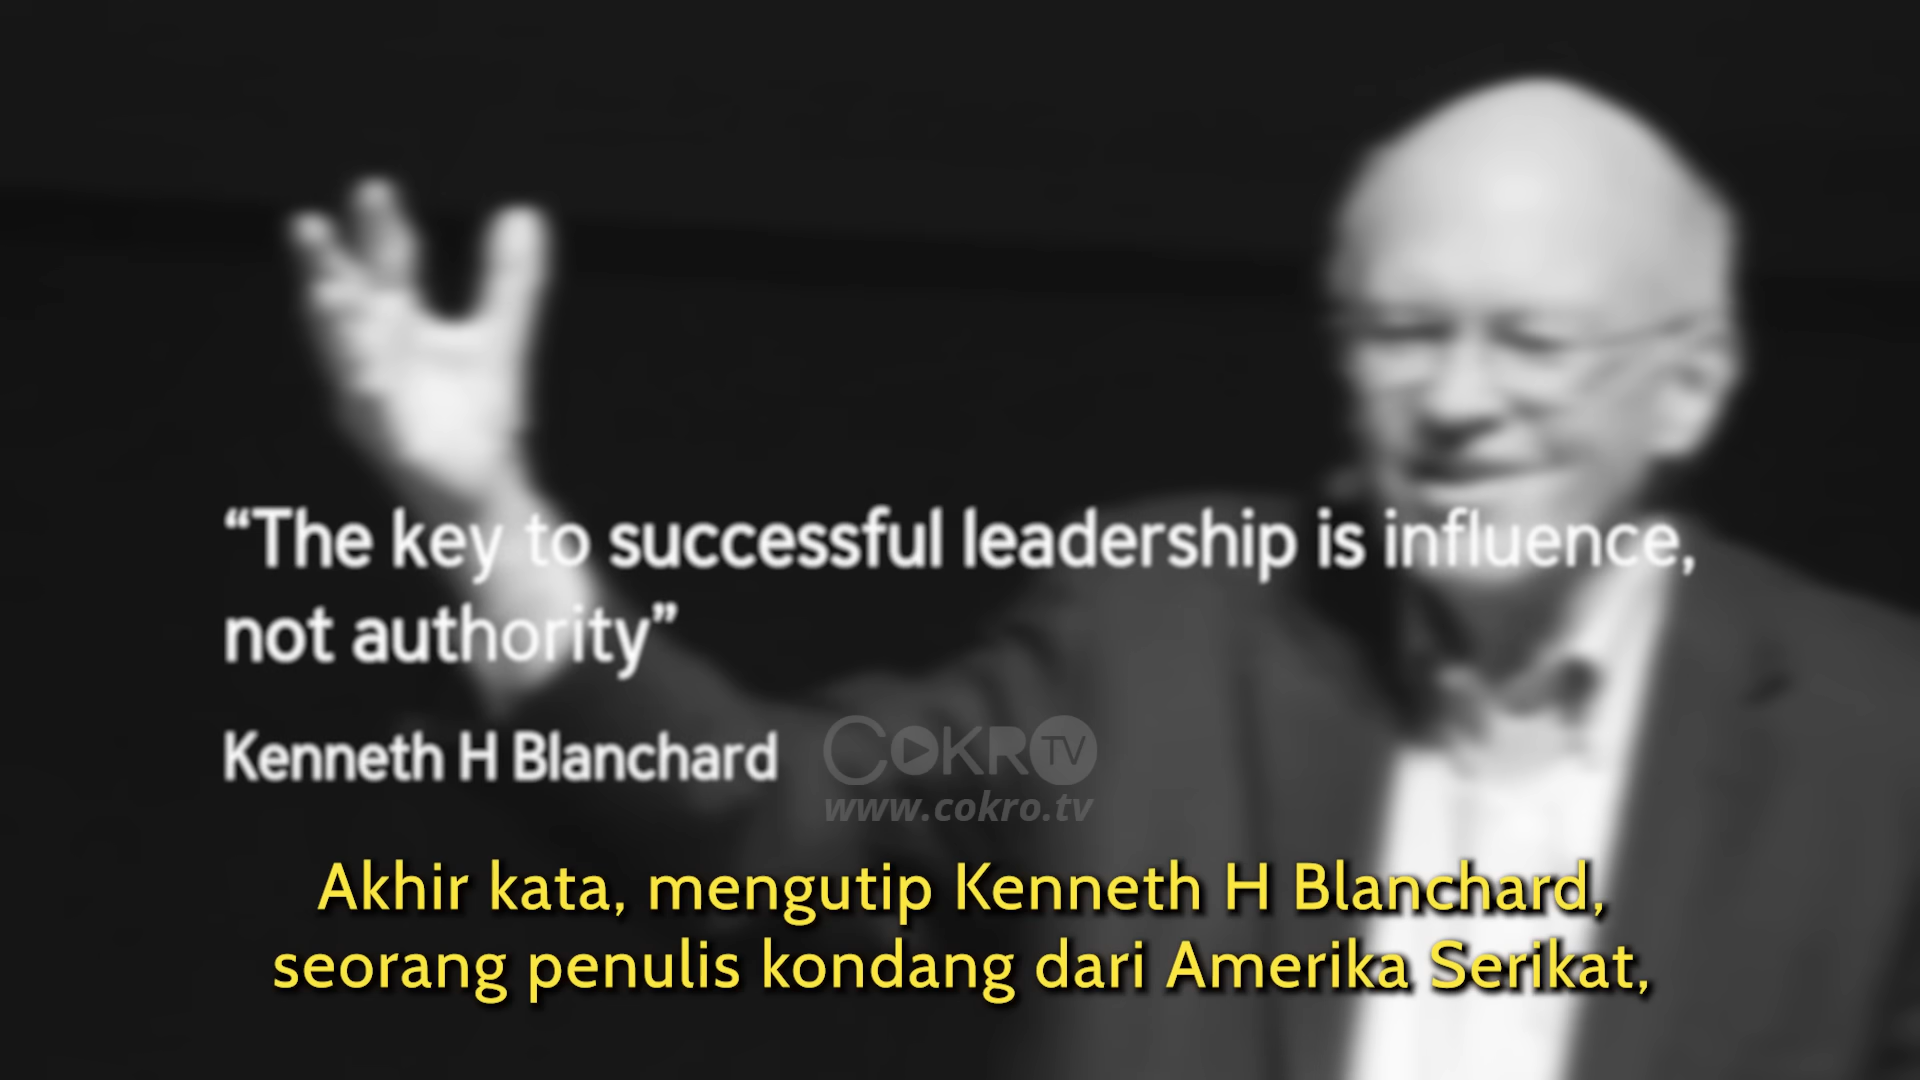 “The key to successful leadership is influence,
not authority”
Kenneth H Blanchard
COKRO TV
www.cokro.tv
Akhir kata, mengutip Kenneth H Blanchard,
seorang penulis kondang dari Amerika Serikat,